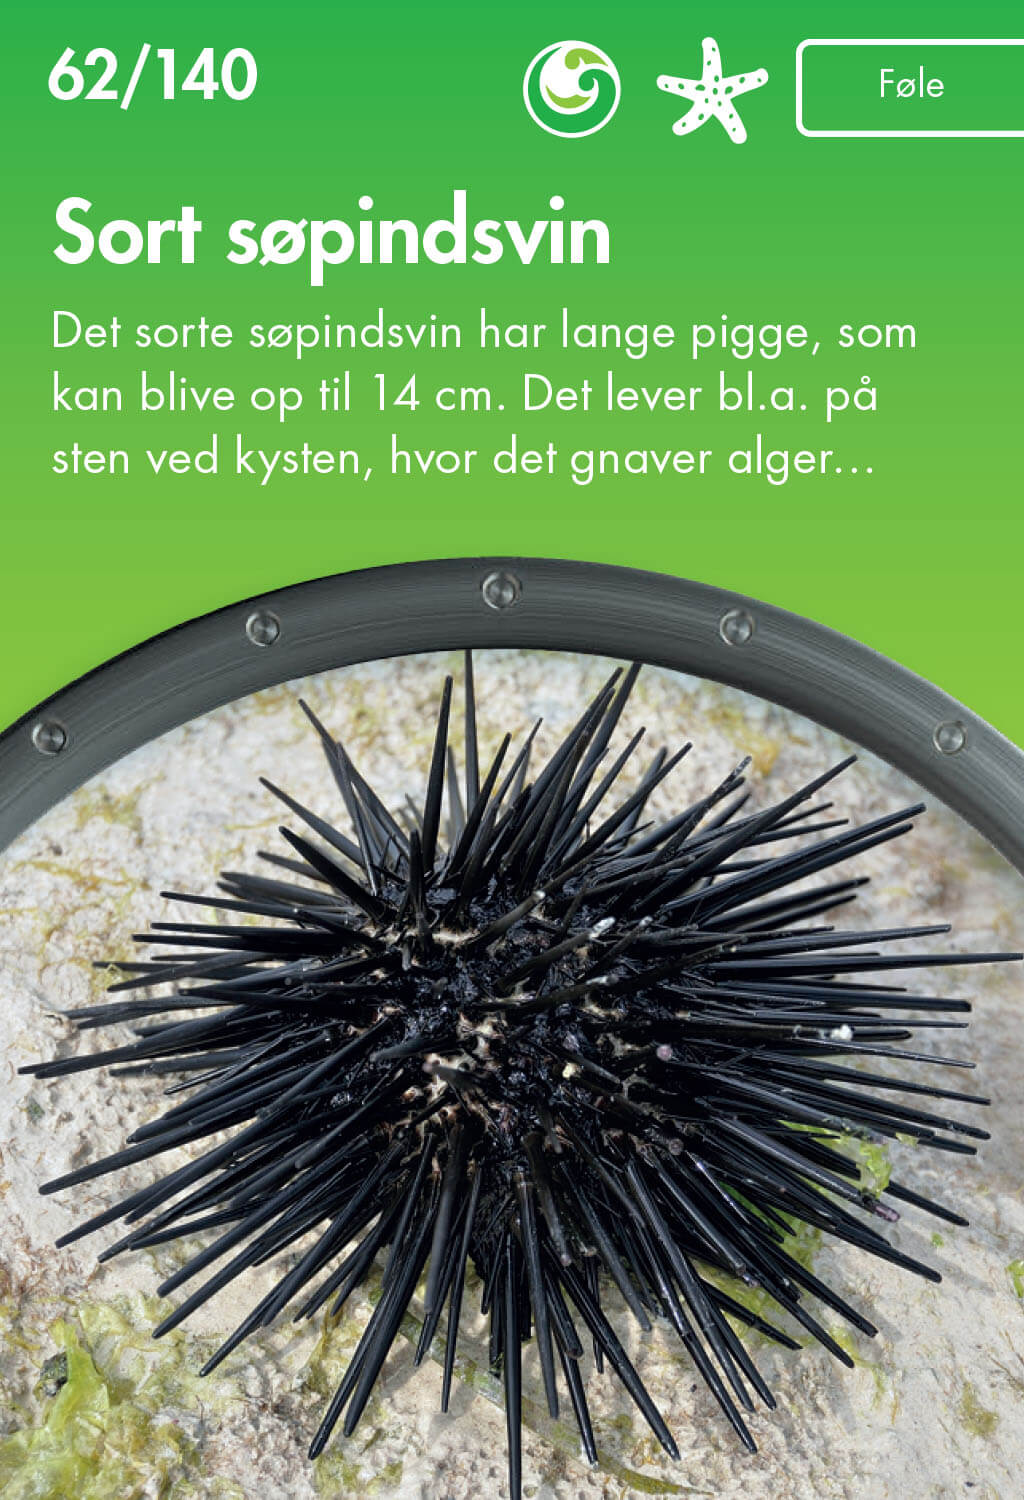 62/140
Føle
Sort søpindsvin
Det sorte søpindsvin har lange pigge, som
kan blive op til 14 cm. Det lever bl.a. på
sten ved kysten, hvor det gnaver alger...